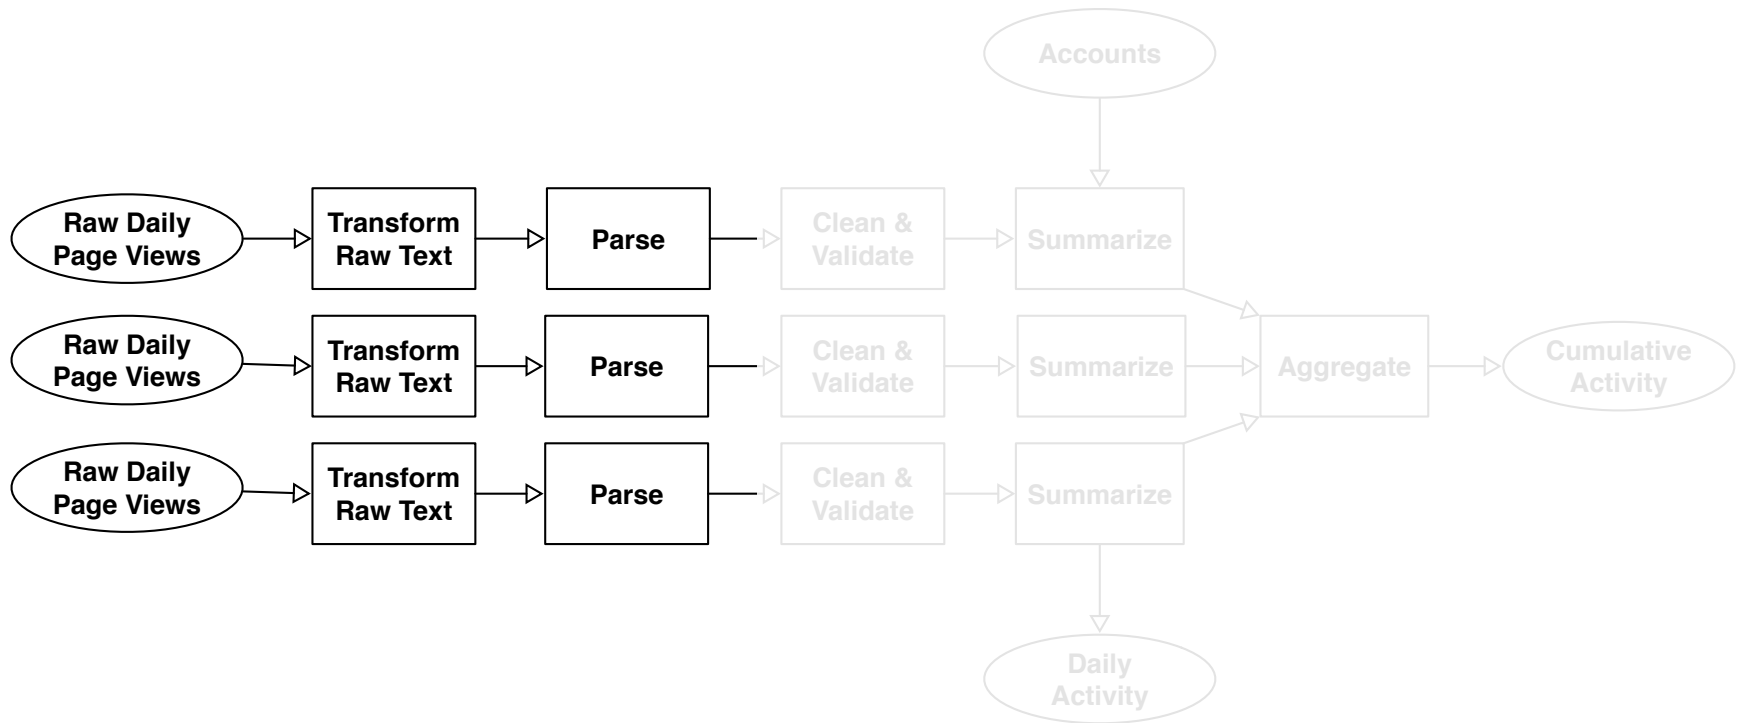 Accounts
Raw Daily
Page Views
Transform
Raw Text
Parse
Clean &
Validate
Summarize
Raw Daily
Page Views
Transform
Raw Text
Parse
Clean &
Validate
Summarize
Aggregate
Cumulative
Activity
Raw Daily
Page Views
Transform
Raw Text
Parse
Clean &
Validate
Summarize
Daily
Activity